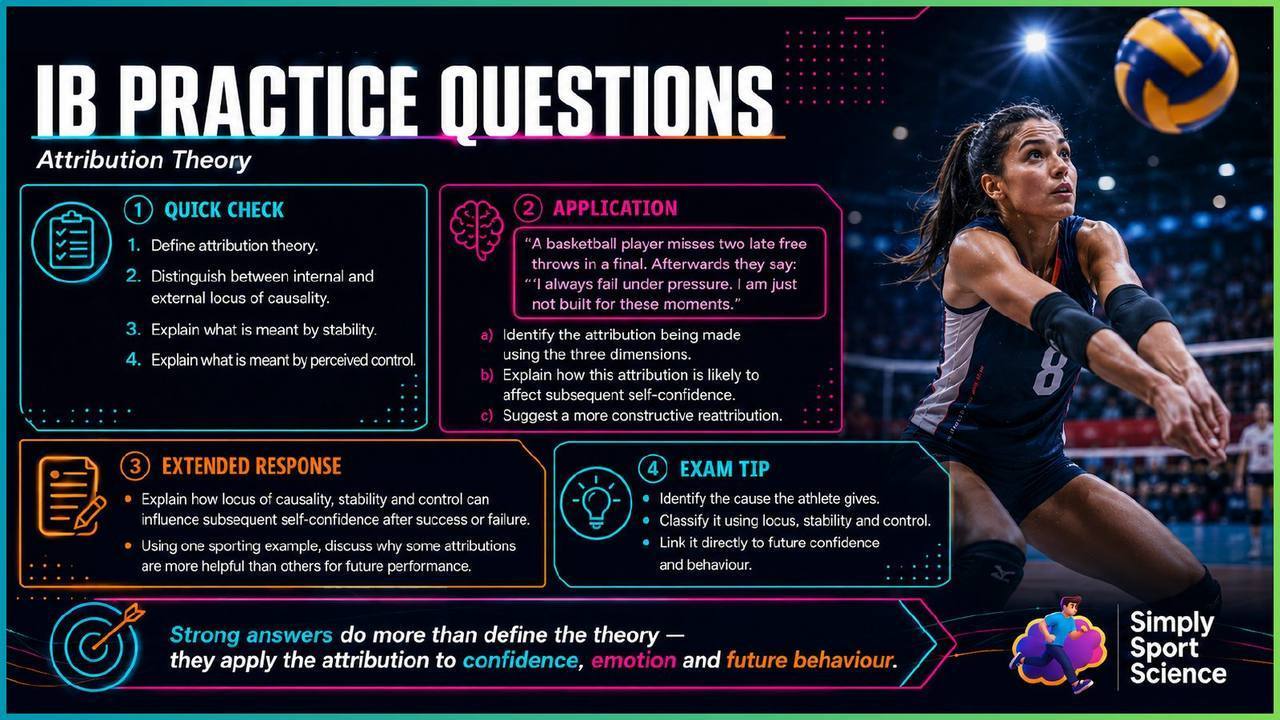 IB PRACTICE QUESTIONS
Attribution Theory
1 QUICK CHECK
1. Define attribution theory.
2. Distinguish between internal and
external locus of causality.
3. Explain what is meant by stability.
4. Explain what is meant by perceived control.
2 APPLICATION
“A basketball player misses two late free
throws in a final. Afterwards they say:
“‘I always fail under pressure. I am just
not built for these moments.”
a) Identify the attribution being made
using the three dimensions.
b) Explain how this attribution is likely to
affect subsequent self-confidence.
c) Suggest a more constructive reattribution.
3 EXTENDED RESPONSE
• Explain how locus of causality, stability and control can
influence subsequent self-confidence after success or failure.
• Using one sporting example, discuss why some attributions
are more helpful than others for future performance.
4 EXAM TIP
• Identify the cause the athlete gives.
• Classify it using locus, stability and control.
• Link it directly to future confidence
and behaviour.
8
Strong answers do more than define the theory —
they apply the attribution to confidence, emotion and future behaviour.
Simply
Sport
Science